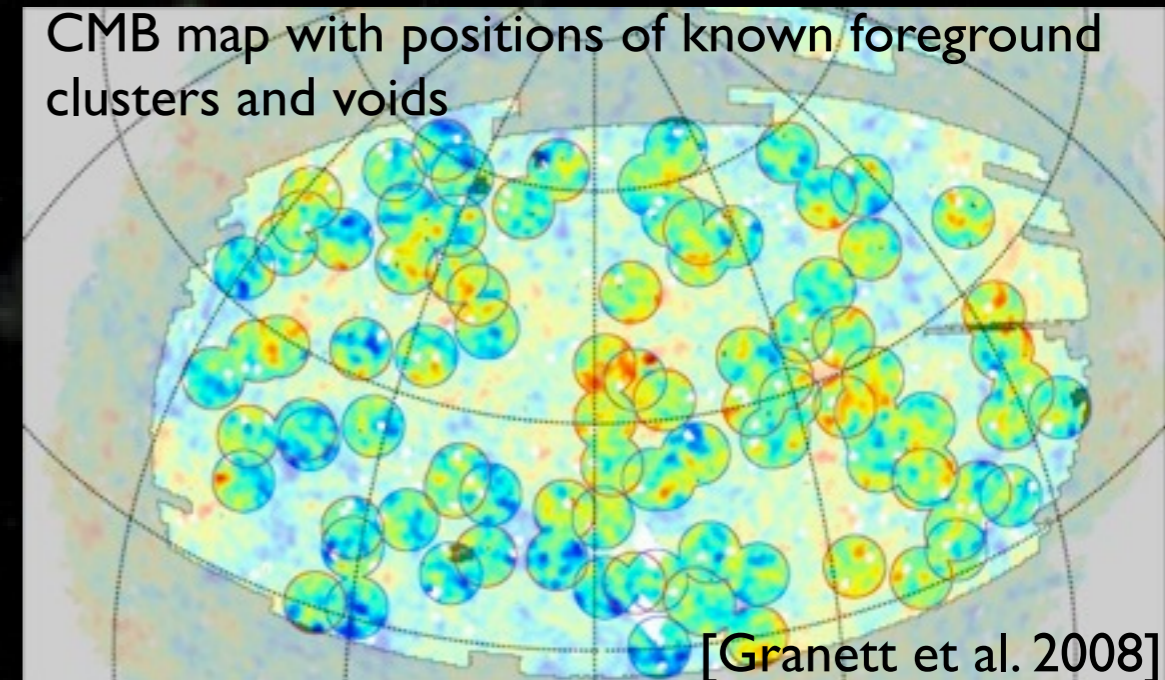 CMB map with positions of known foreground
clusters and voids
[Granett et al. 2008]